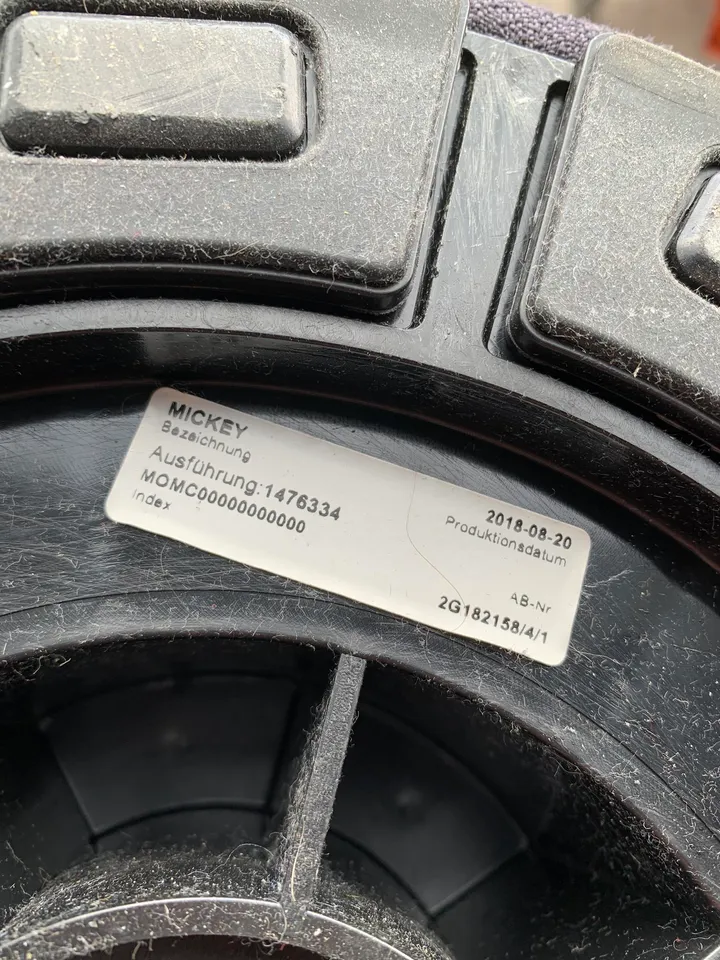 MICKEY
Bezeichnung
Ausführung:1476334
MOMC00000000000
Index
2018-08-20
Produktionsdatum
AB-Nr
2G182158/4/1